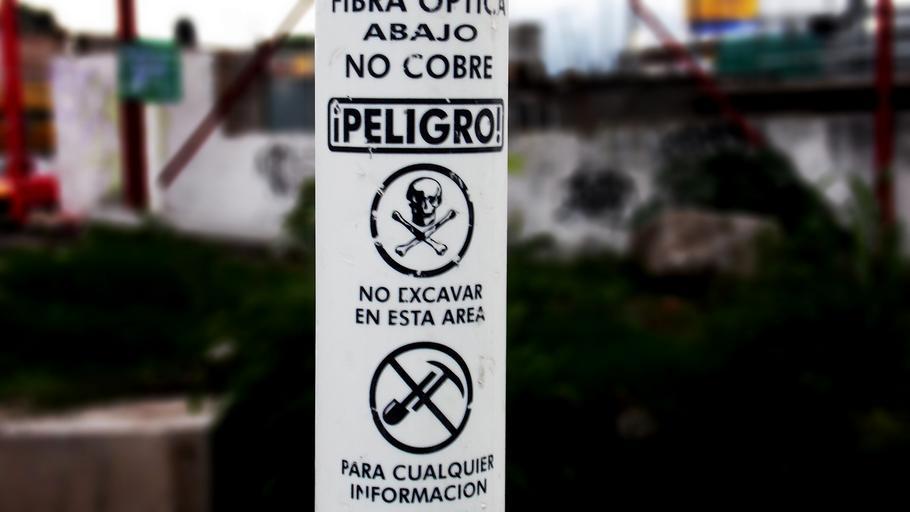 FIBRA OPTICA
ABAJO
NO COBRE
¡PELIGRO!
NO EXCAVAR
EN ESTA AREA
PARA CUALQUIER
INFORMACION